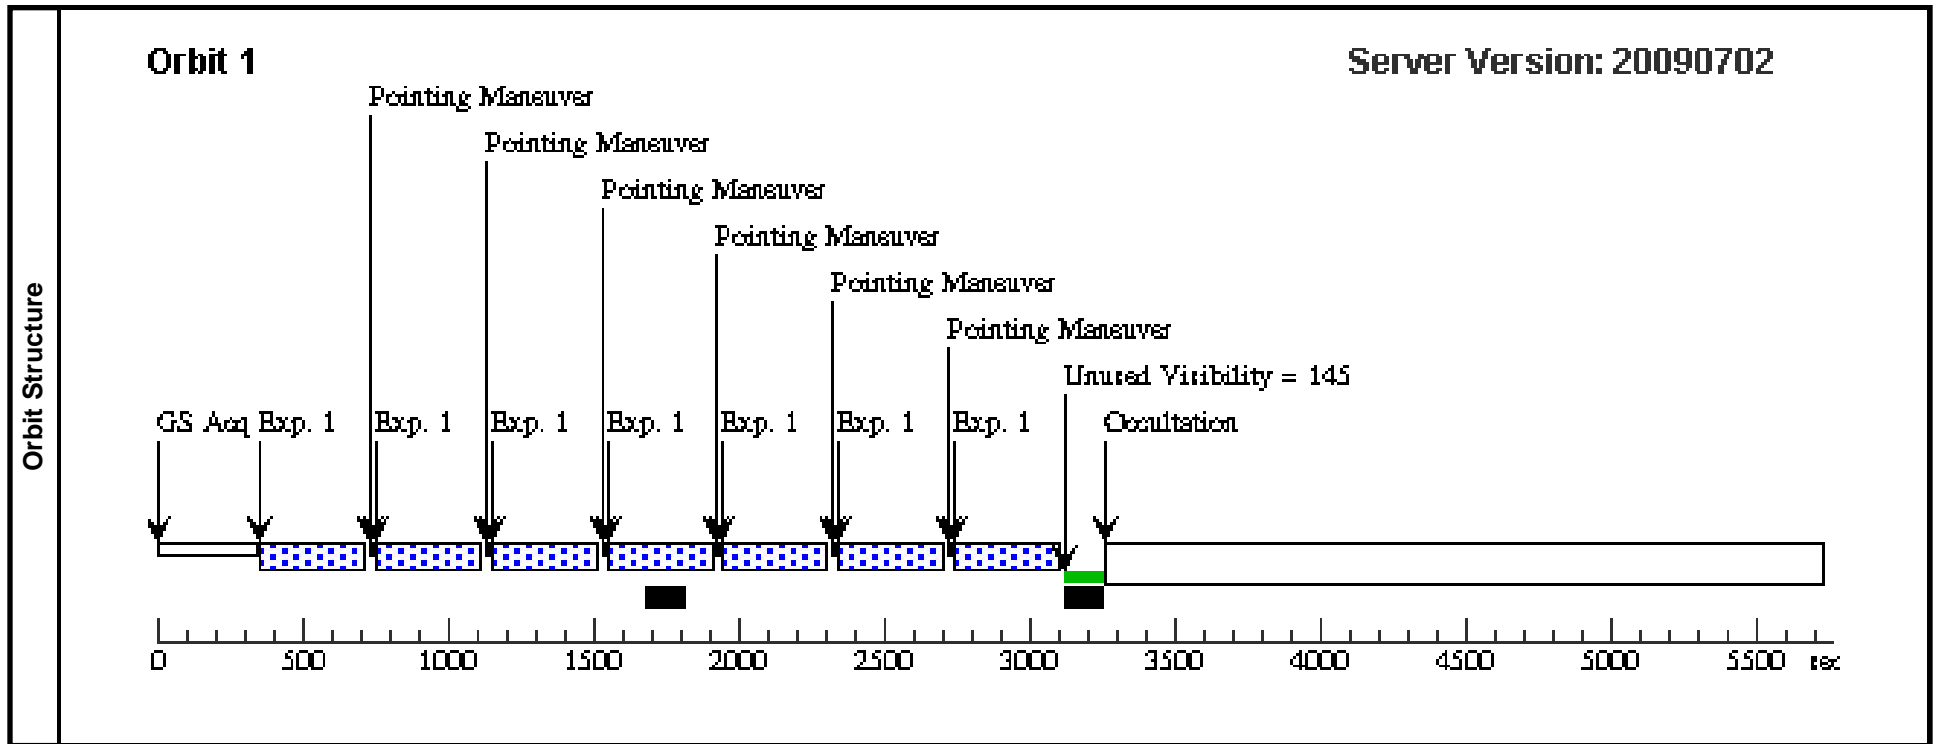 Orbit Structure
Orbit 1
Server Version: 20090702
Pointing Maneuver
Pointing Maneuver
Pointing Maneuver
Pointing Maneuver
Pointing Maneuver
Pointing Maneuver
Unused Visibility = 145
GS Acq Exp. 1 Exp. 1 Exp. 1 Exp. 1 Exp. 1 Exp. 1 Exp. 1 Occultation
0 500 1000 1500 2000 2500 3000 3500 4000 4500 5000 5500 sec